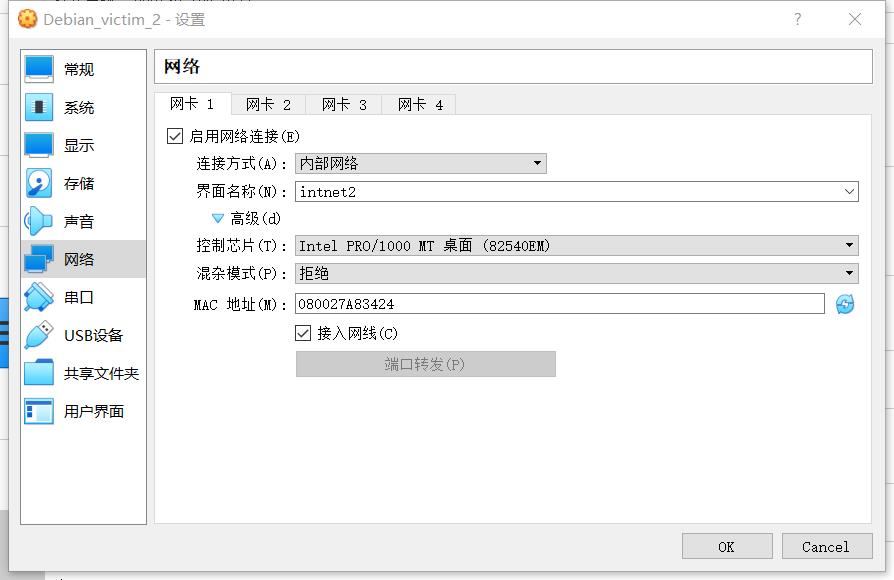 Debian_victim_2 - 设置
?
常规
系统
显示
存储
声音
网络
串口
USB设备
共享文件夹
用户界面
网络
网卡 1 网卡 2 网卡 3 网卡 4
启用网络连接(E)
连接方式(A): 内部网络
界面名称(N): intnet2
高级(d)
控制芯片(T): Intel PRO/1000 MT 桌面 (82540EM)
混杂模式(P): 拒绝
MAC 地址(M): 080027A83424
接入网线(C)
端口转发(P)
OK Cancel